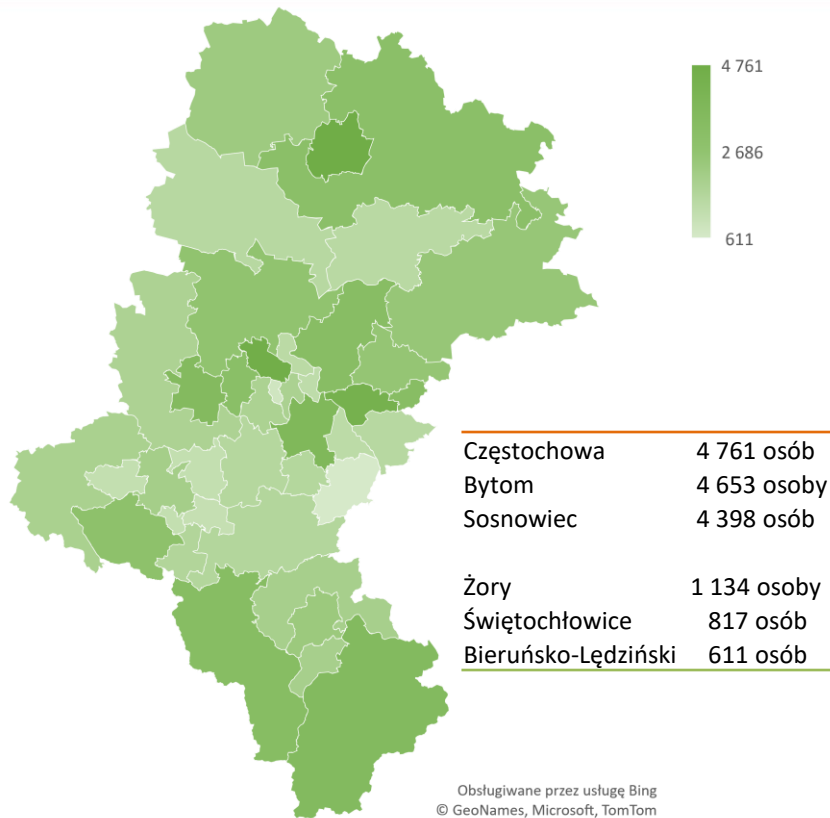 4 761
2 686
611
Częstochowa 4 761 osób
Bytom 4 653 osoby
Sosnowiec 4 398 osób
Żory 1 134 osoby
Świętochłowice 817 osób
Bieruńsko-Lędziński 611 osób
Obsługiwane przez usługę Bing
© GeoNames, Microsoft, TomTom